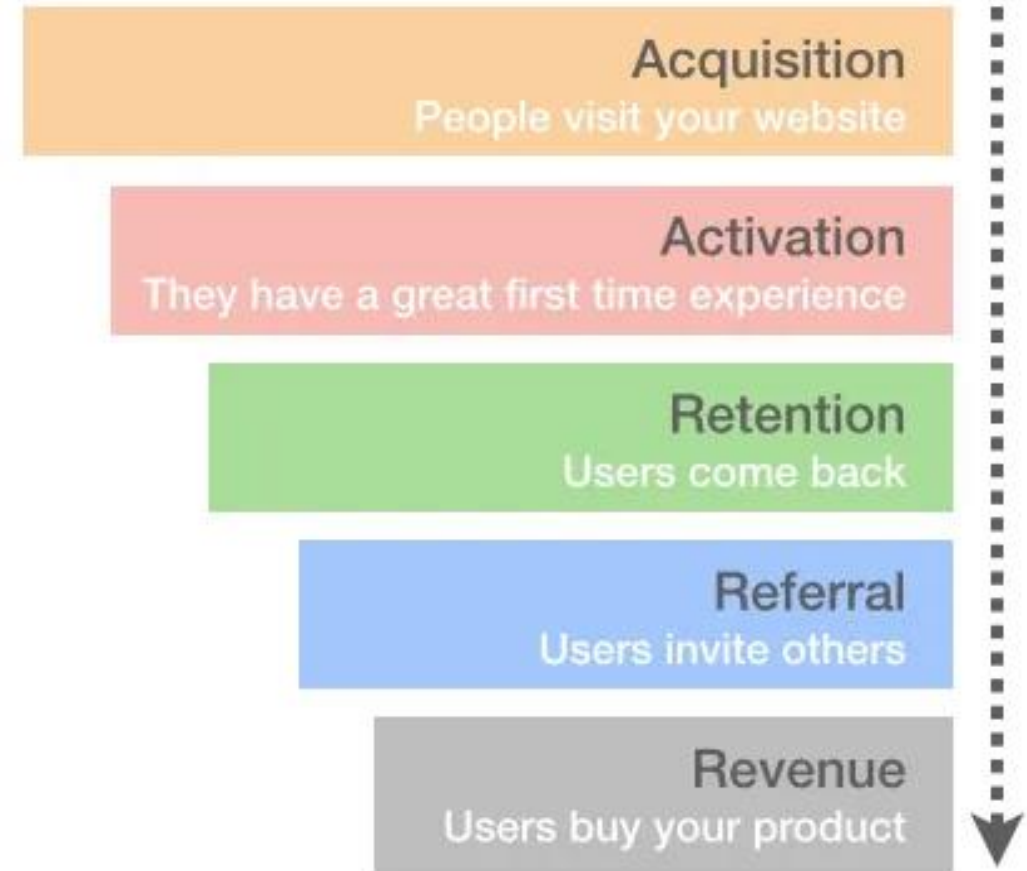 Acquisition
People visit your website
Activation
They have a great first time experience
Retention
Users come back
Referral
Users invite others
Revenue
Users buy your product